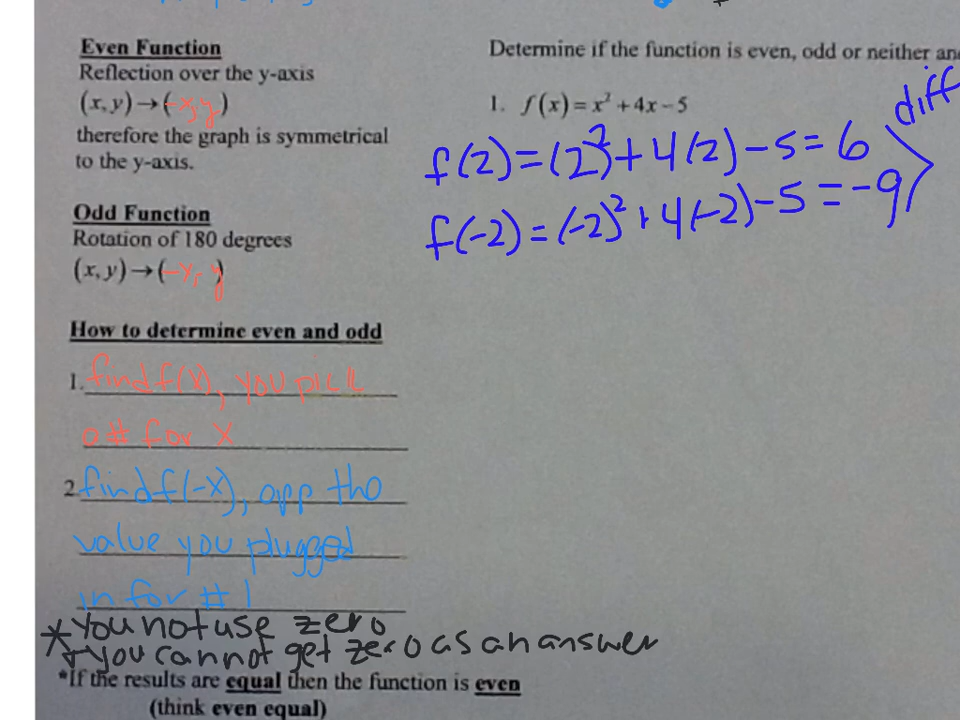 Even Function
Reflection over the y-axis
(x, y) → (-x, y)
therefore the graph is symmetrical
to the y-axis.
Odd Function
Rotation of 180 degrees
(x, y) → (-x, y)
How to determine even and odd
1. find f(x), you pick
a # for x
2. find f(-x), opp the
value you plugged
in for #1
*You not use zero
*You cannot get zero as an answer
*If the results are equal then the function is even
(think even equal)
Determine if the function is even, odd or neither and
1. f(x) = x² + 4x - 5
f(2) = (2)² + 4(2) - 5 = 6
f(-2) = (-2)² + 4(-2) - 5 = -9
diff